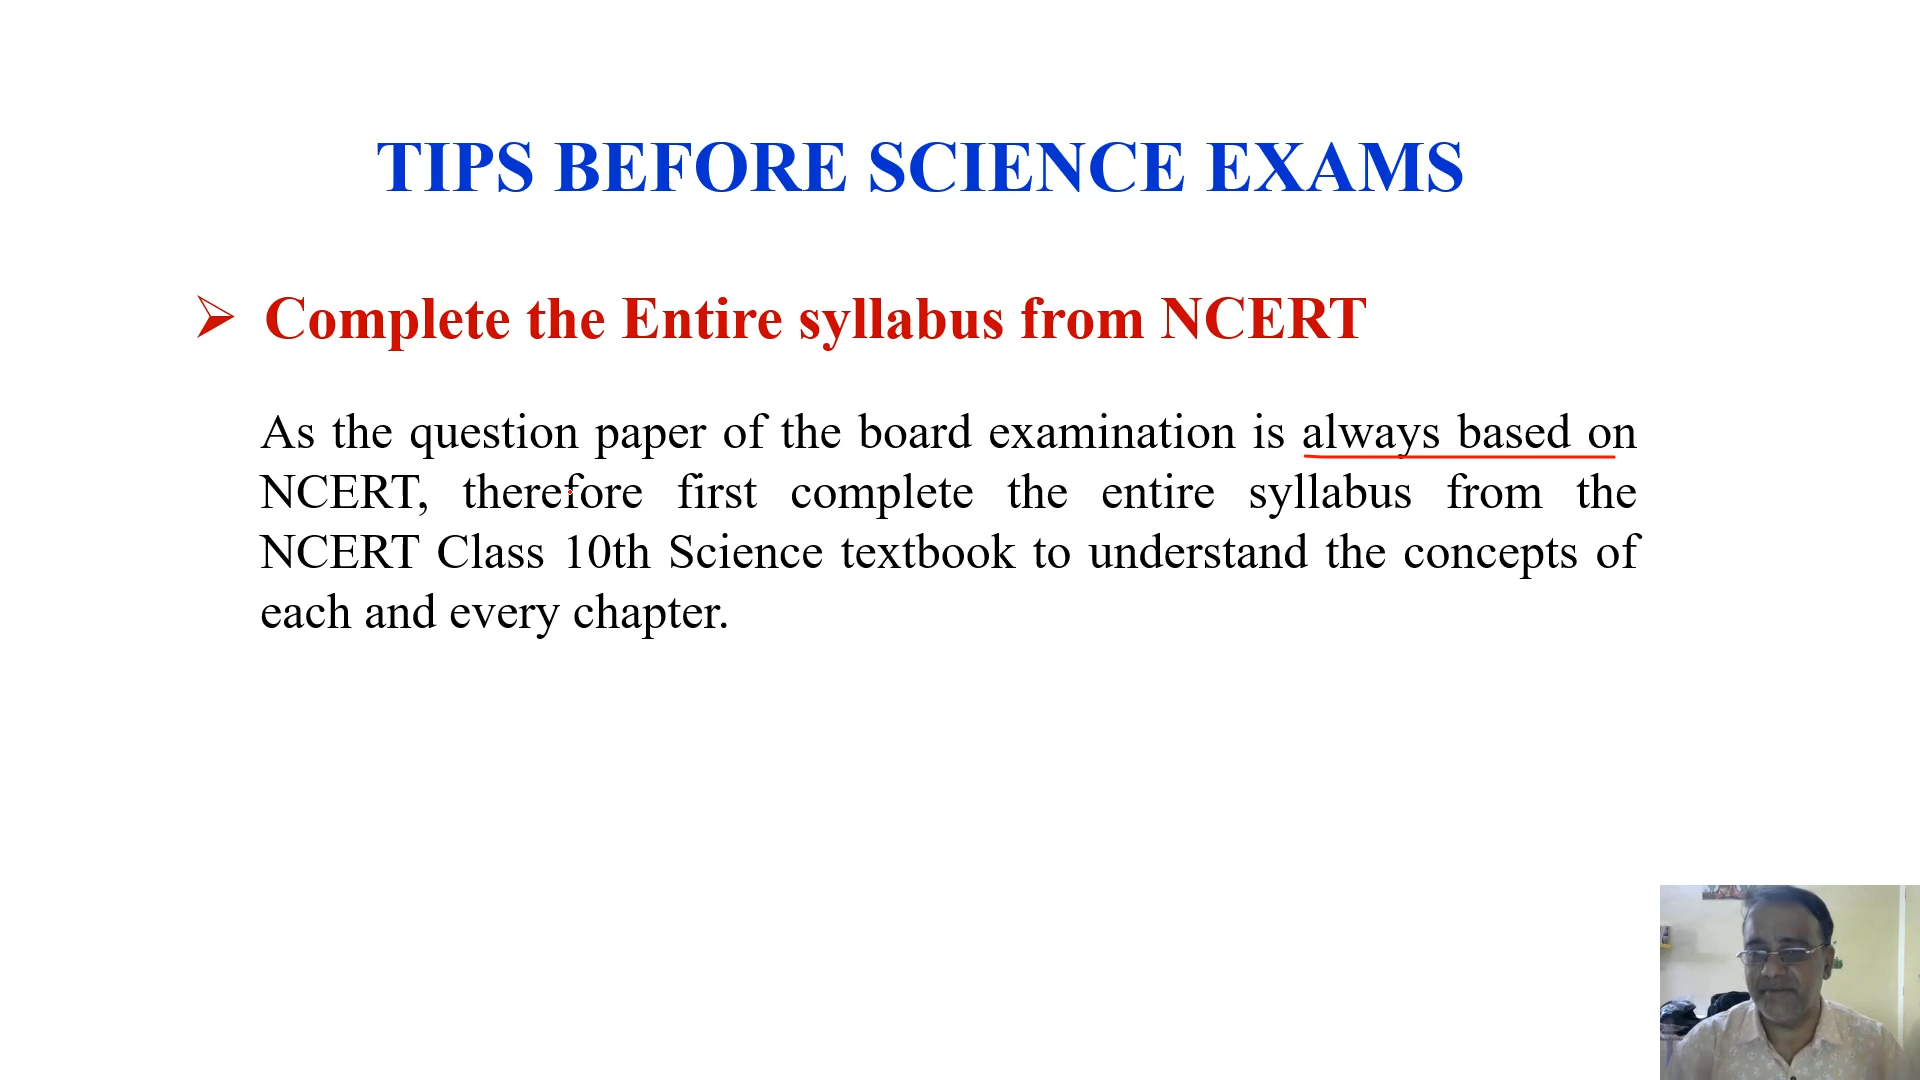 TIPS BEFORE SCIENCE EXAMS
Complete the Entire syllabus from NCERT
As the question paper of the board examination is always based on
NCERT, therefore first complete the entire syllabus from the
NCERT Class 10th Science textbook to understand the concepts of
each and every chapter.